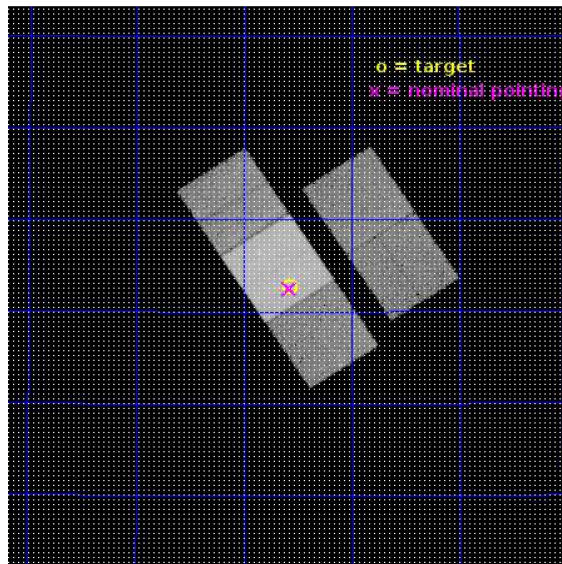 o = target
x = nominal pointing